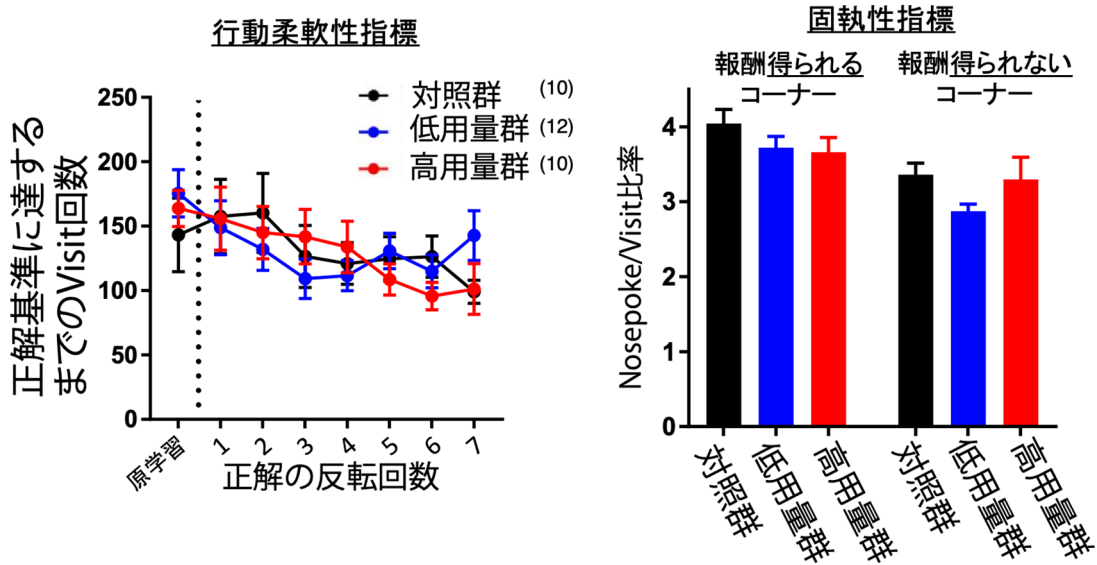 行動柔軟性指標
正解基準に達する
までのVisit回数
250
200
150
100
50
0
対照群 (10)
低用量群 (12)
高用量群 (10)
原学習 1 2 3 4 5 6 7
正解の反転回数
固執性指標
報酬得られる
コーナー
報酬得られない
コーナー
Nosepoke/Visit比率
4
3
2
1
0
対照群
低用量群
高用量群
対照群
低用量群
高用量群